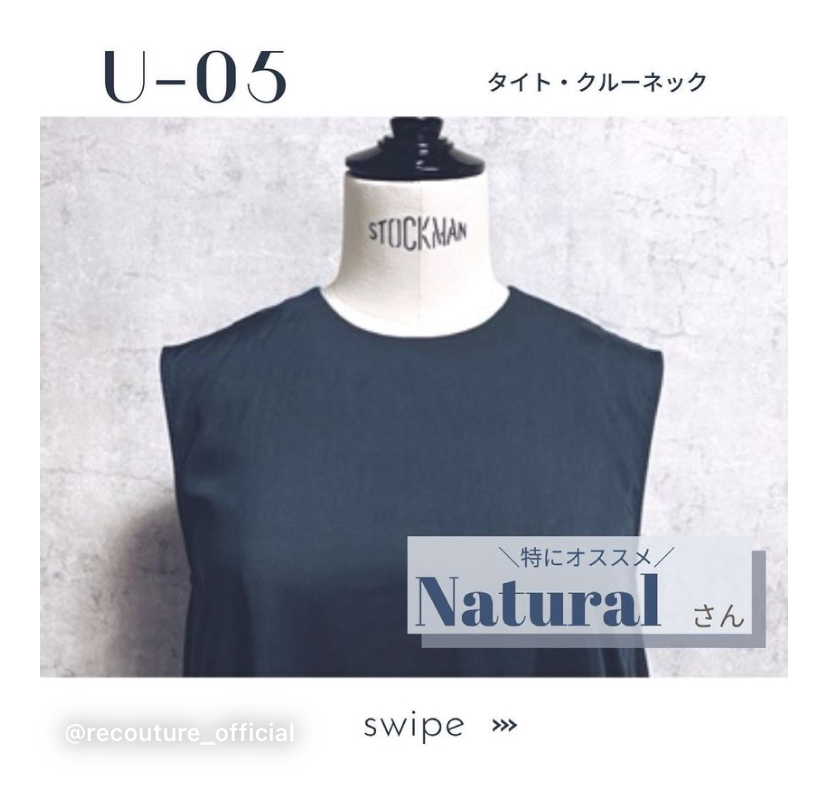 U-05
タイト・クルーネック
STOCKMAN
＼特にオススメ／
Natural さん
swipe »›
@recouture_official